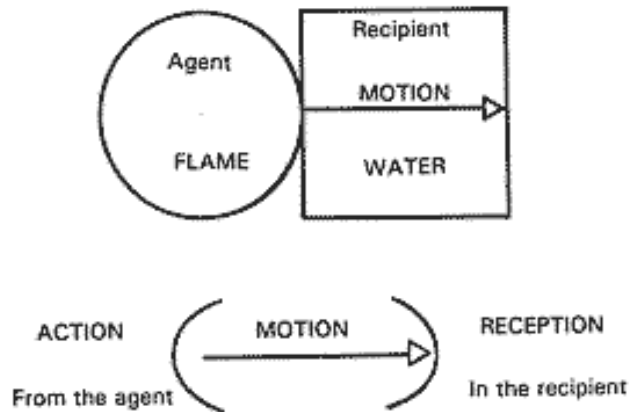 Agent
Recipient
MOTION
FLAME
WATER
ACTION
MOTION
RECEPTION
From the agent
In the recipient